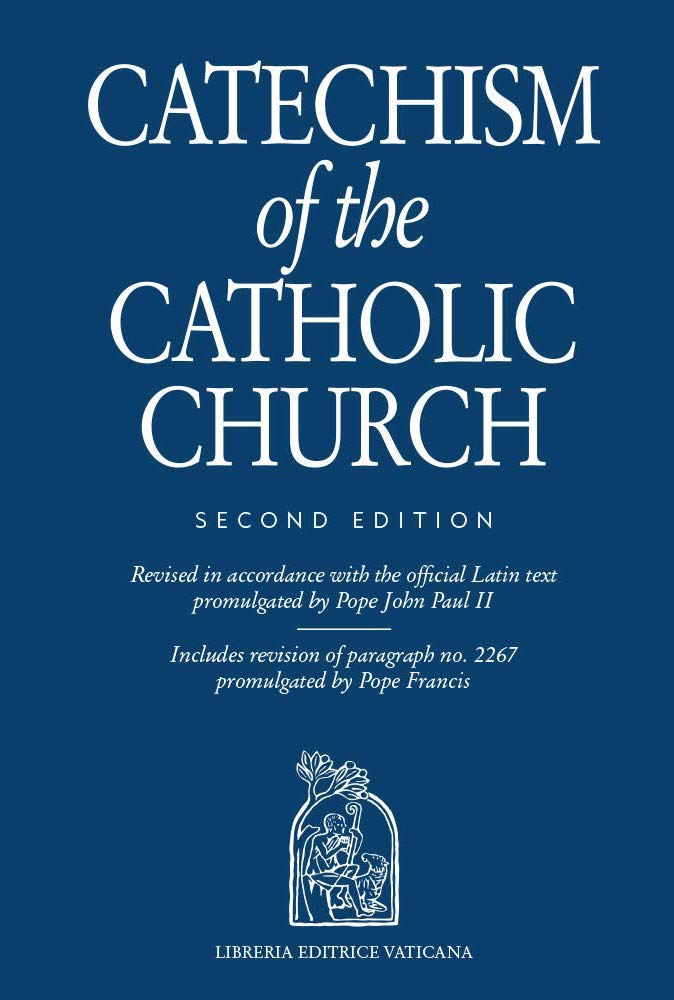 CATECHISM
of the
CATHOLIC
CHURCH
SECOND EDITION
Revised in accordance with the official Latin text
promulgated by Pope John Paul II
Includes revision of paragraph no. 2267
promulgated by Pope Francis
LIBRERIA EDITRICE VATICANA